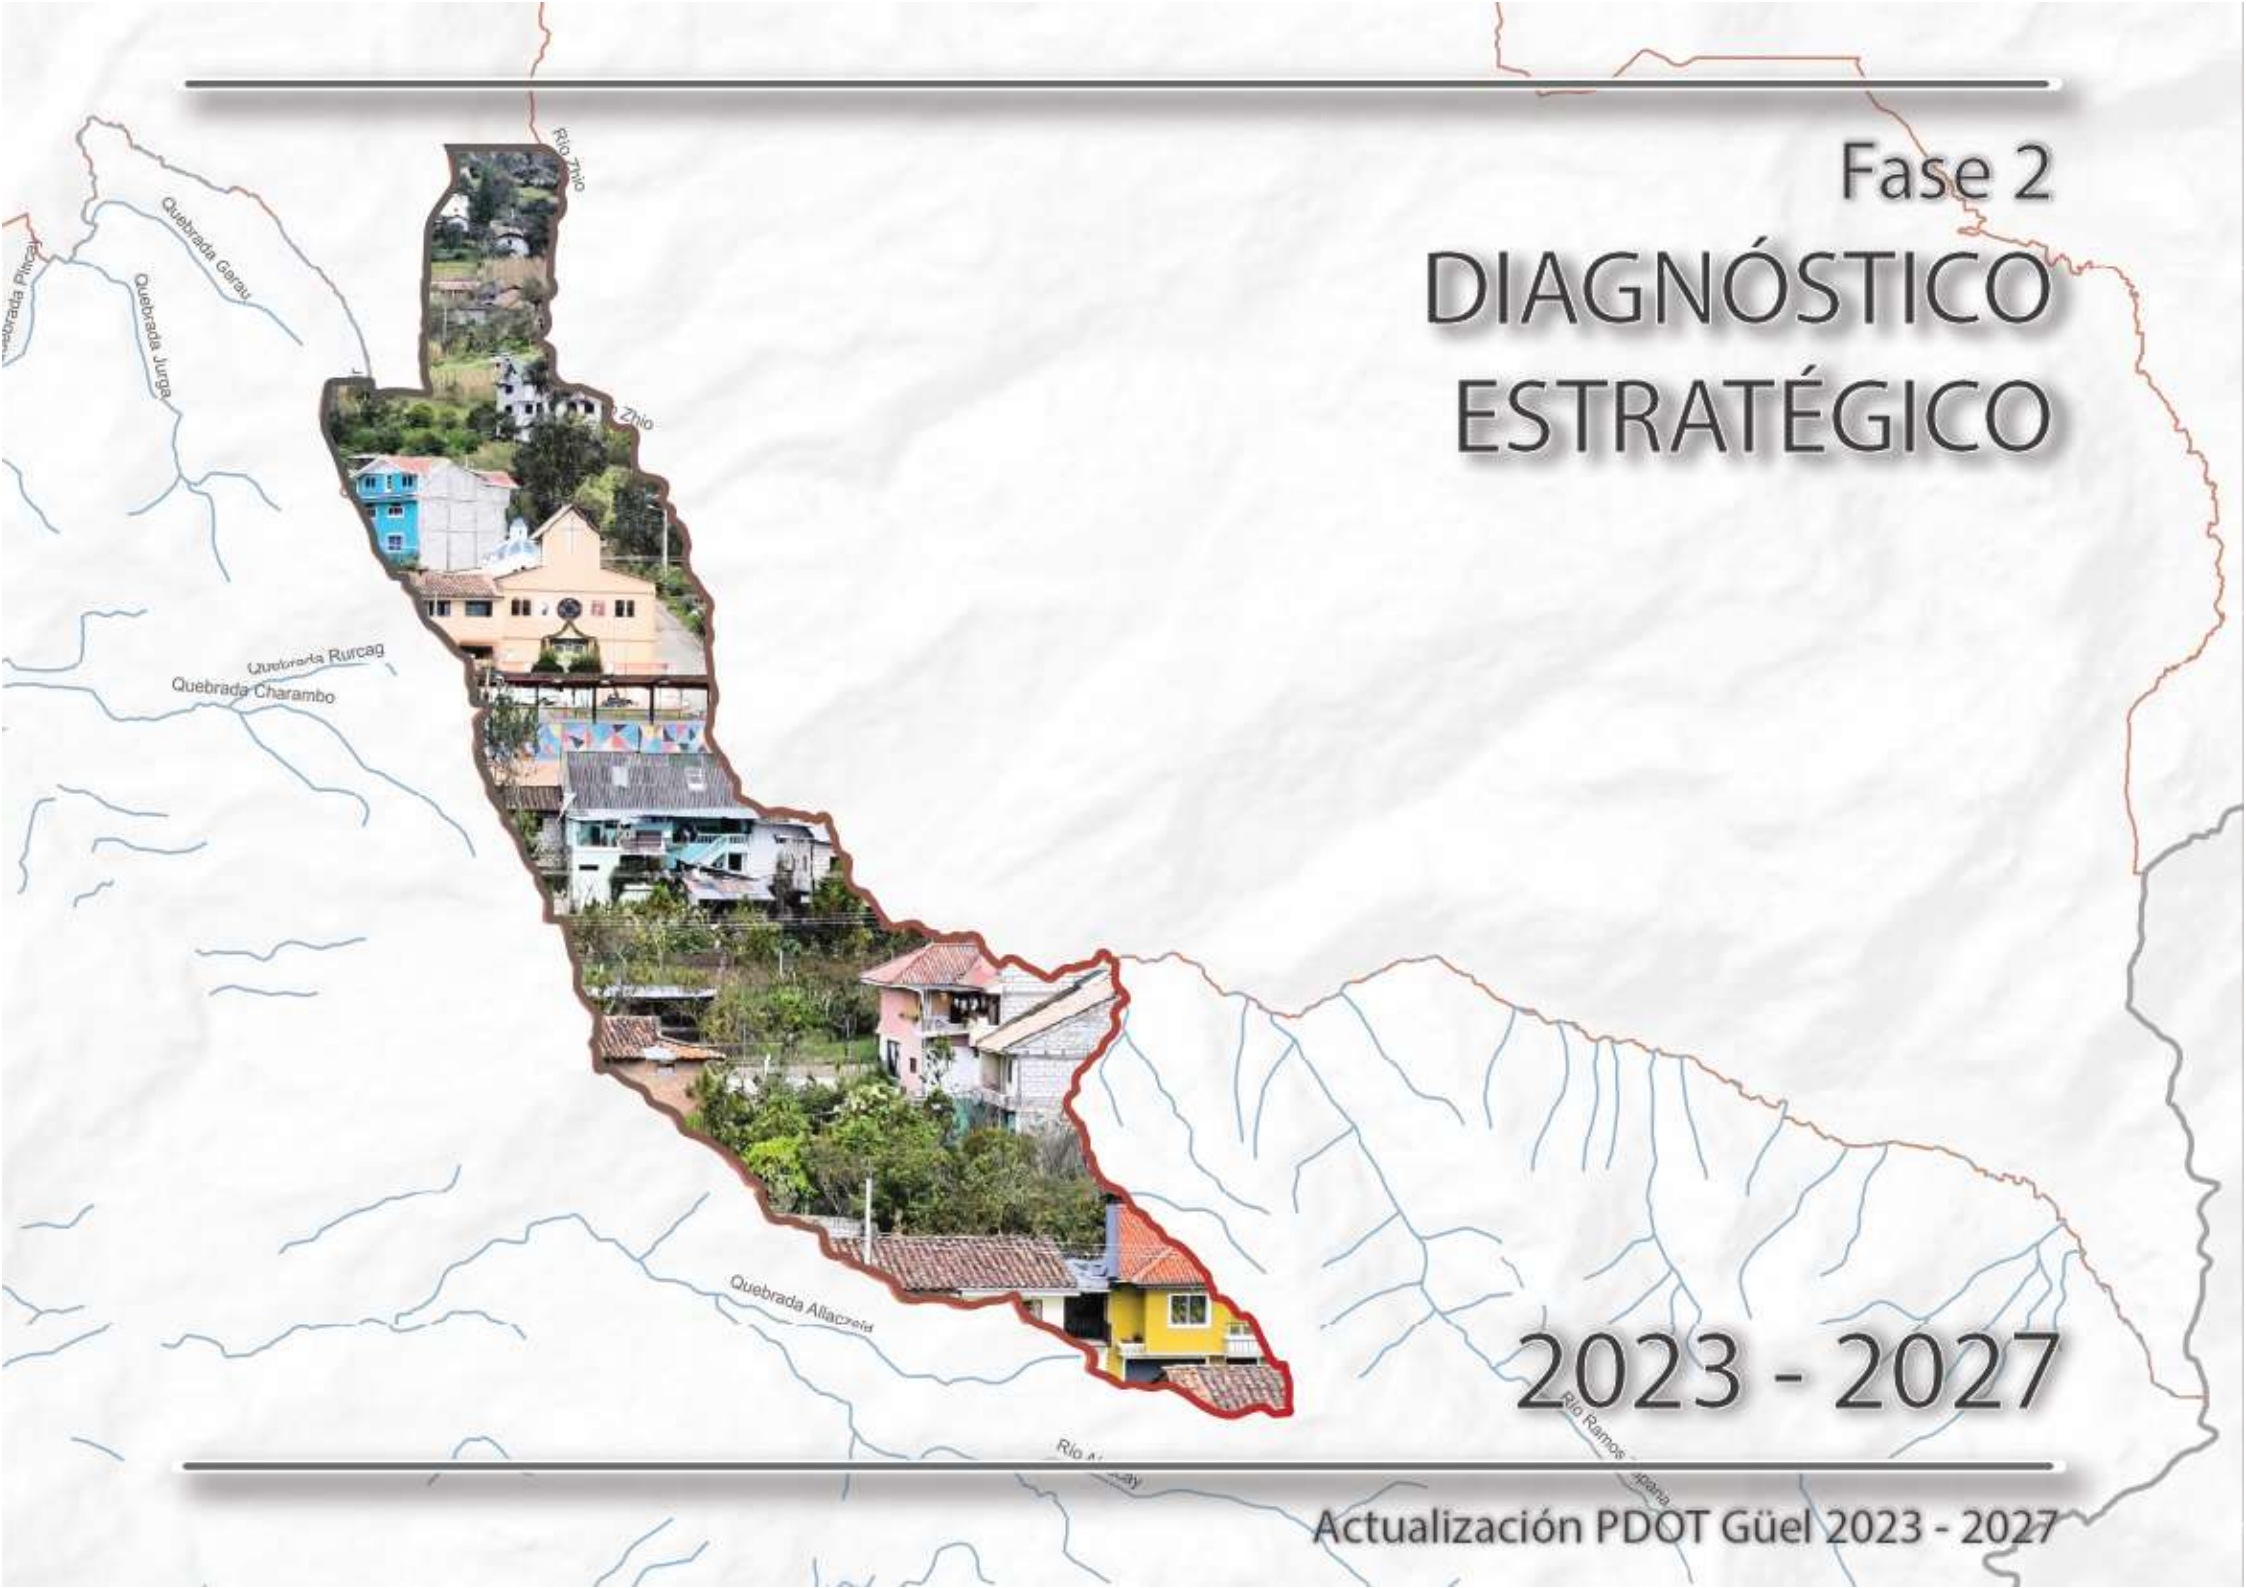 Río Zhio
Fase 2
DIAGNÓSTICO
ESTRATÉGICO
Quebrada Garau
Quebrada Jurga
Zhio
Quebrada Rurcag
Quebrada Charambo
Quebrada
2023 - 2027
Río
Río Ramos
Actualización PDOT Güel 2023 - 2027